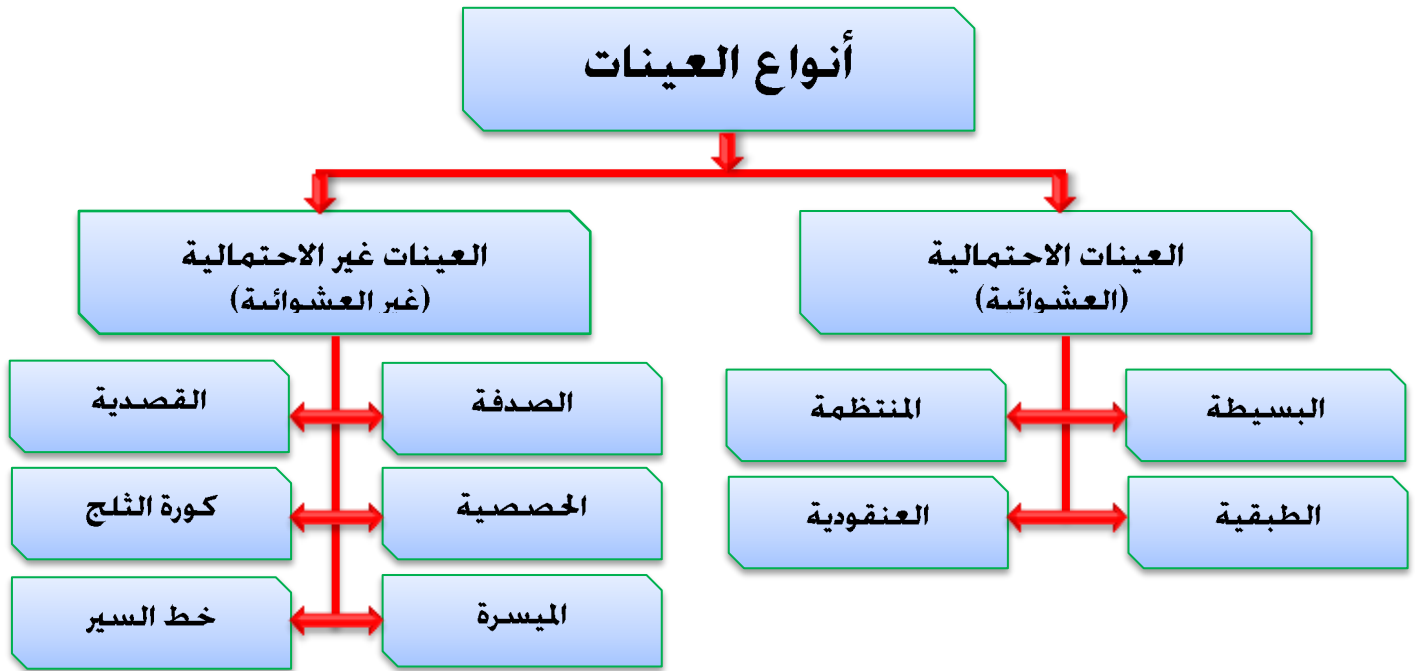 أنواع العينات
العينات الاحتمالية
(العشوائية)
العينات غير الاحتمالية
(غير العشوائية)
البسيطة
المنتظمة
الطبقية
العنقودية
الصدفة
القصدية
الحصصية
كورة الثلج
الميسرة
خط السير